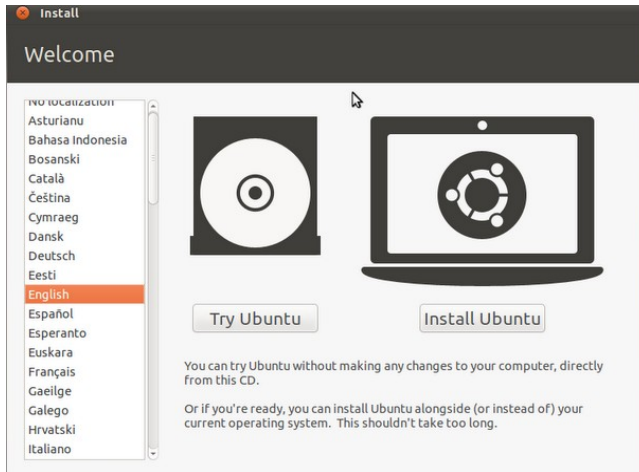 Install
Welcome
No localization
Asturianu
Bahasa Indonesia
Bosanski
Català
Čeština
Cymraeg
Dansk
Deutsch
Eesti
English
Español
Esperanto
Euskara
Français
Gaeilge
Galego
Hrvatski
Italiano
Try Ubuntu
Install Ubuntu
You can try Ubuntu without making any changes to your computer, directly
from this CD.
Or if you're ready, you can install Ubuntu alongside (or instead of) your
current operating system. This shouldn't take too long.